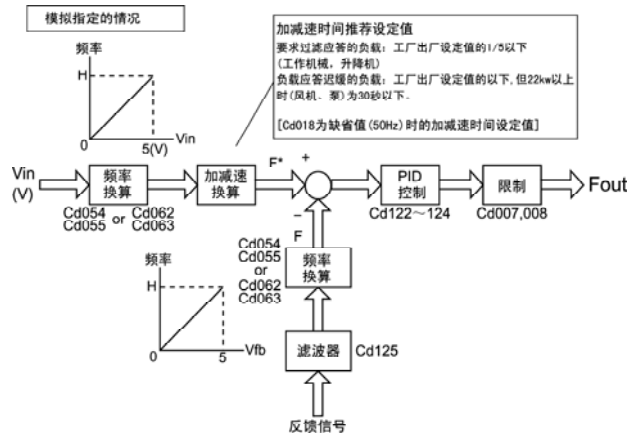 模拟指定的情况
频率
H
0
5(V)
Vin
加减速时间推荐设定值
要求过滤应答的负载：工厂出厂设定值的1/5以下
(工作机械，升降机)
负载应答迟缓的负载：工厂出厂设定值的以下，但22kw以上
时(风机、泵)为30秒以下.
[Cd018为缺省值(50Hz)时的加减速时间设定值]
Vin
(V)
频率
换算
Cd054 or Cd062
Cd055 Cd063
加减速
换算
F*
+
−
F
PID
控制
Cd122～124
限制
Cd007,008
Fout
Cd054
Cd055
or
Cd062
Cd063
频率
换算
频率
H
0
5
Vfb
滤波器
Cd125
反馈信号